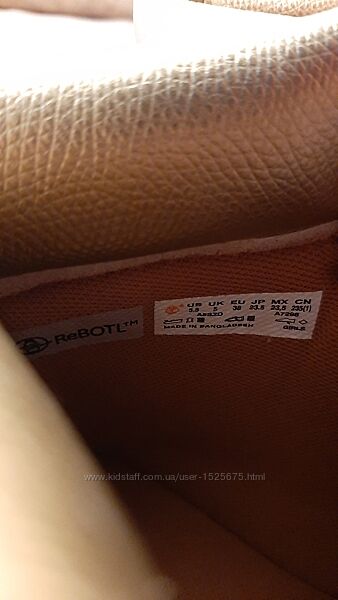 US UK EU JP MX CN
5.5 5 38 23.5 23,5 235(1)
MADE IN BANGLADESH
GIRLS
ReBOTL™
www.kidstaff.com.ua/user-1525675.html